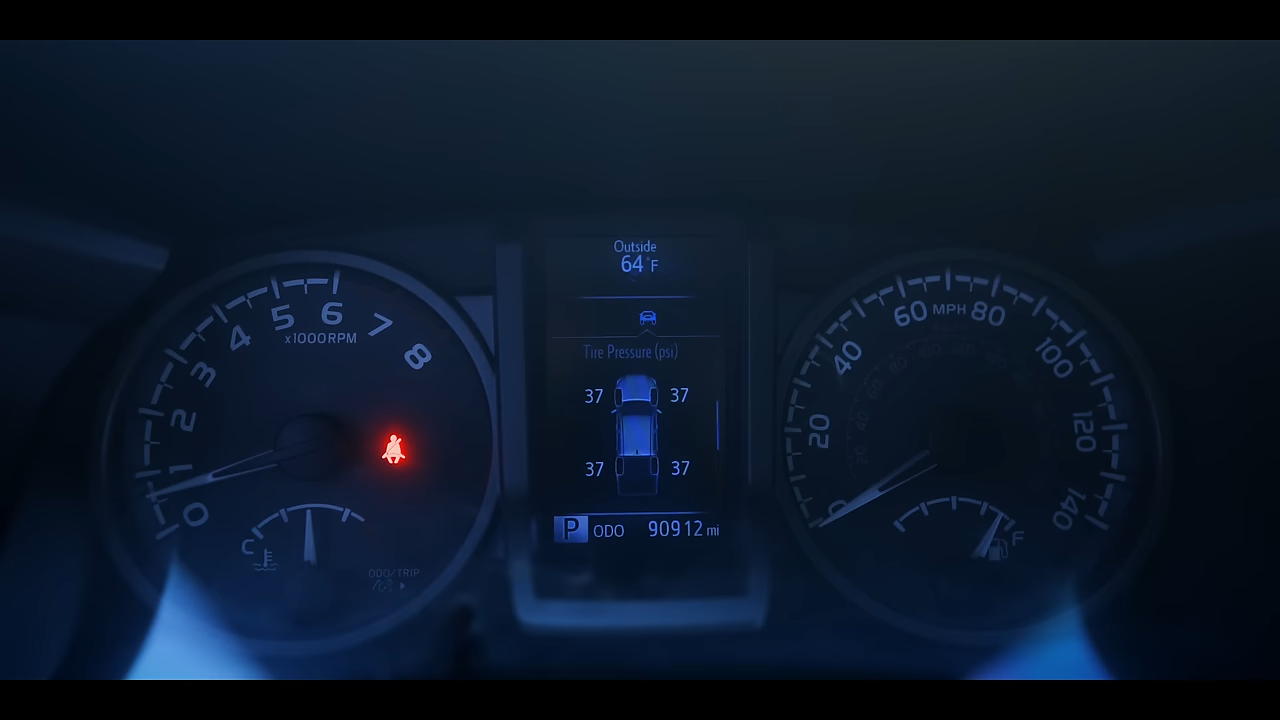 Outside
64°F
Tire Pressure (psi)
37 37
37 37
P ODO 90912 mi
0 1 2 3 4 5 6 7 8
x1000RPM
C
ODO/TRIP
0 20 40 60 80 100 120 140
MPH
F